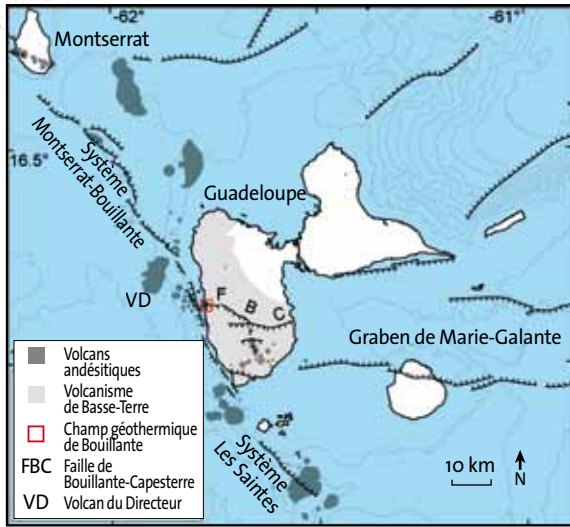 -62°
-61°
Montserrat
16.5°
Système
Montserrat-Bouillante
Guadeloupe
VD
F
B
C
Graben de Marie-Galante
Volcans
andésitiques
Volcanisme
de Basse-Terre
Champ géothermique
de Bouillante
FBC Faille de
Bouillante-Capesterre
VD Volcan du Directeur
Système
Les Saintes
10 km
N